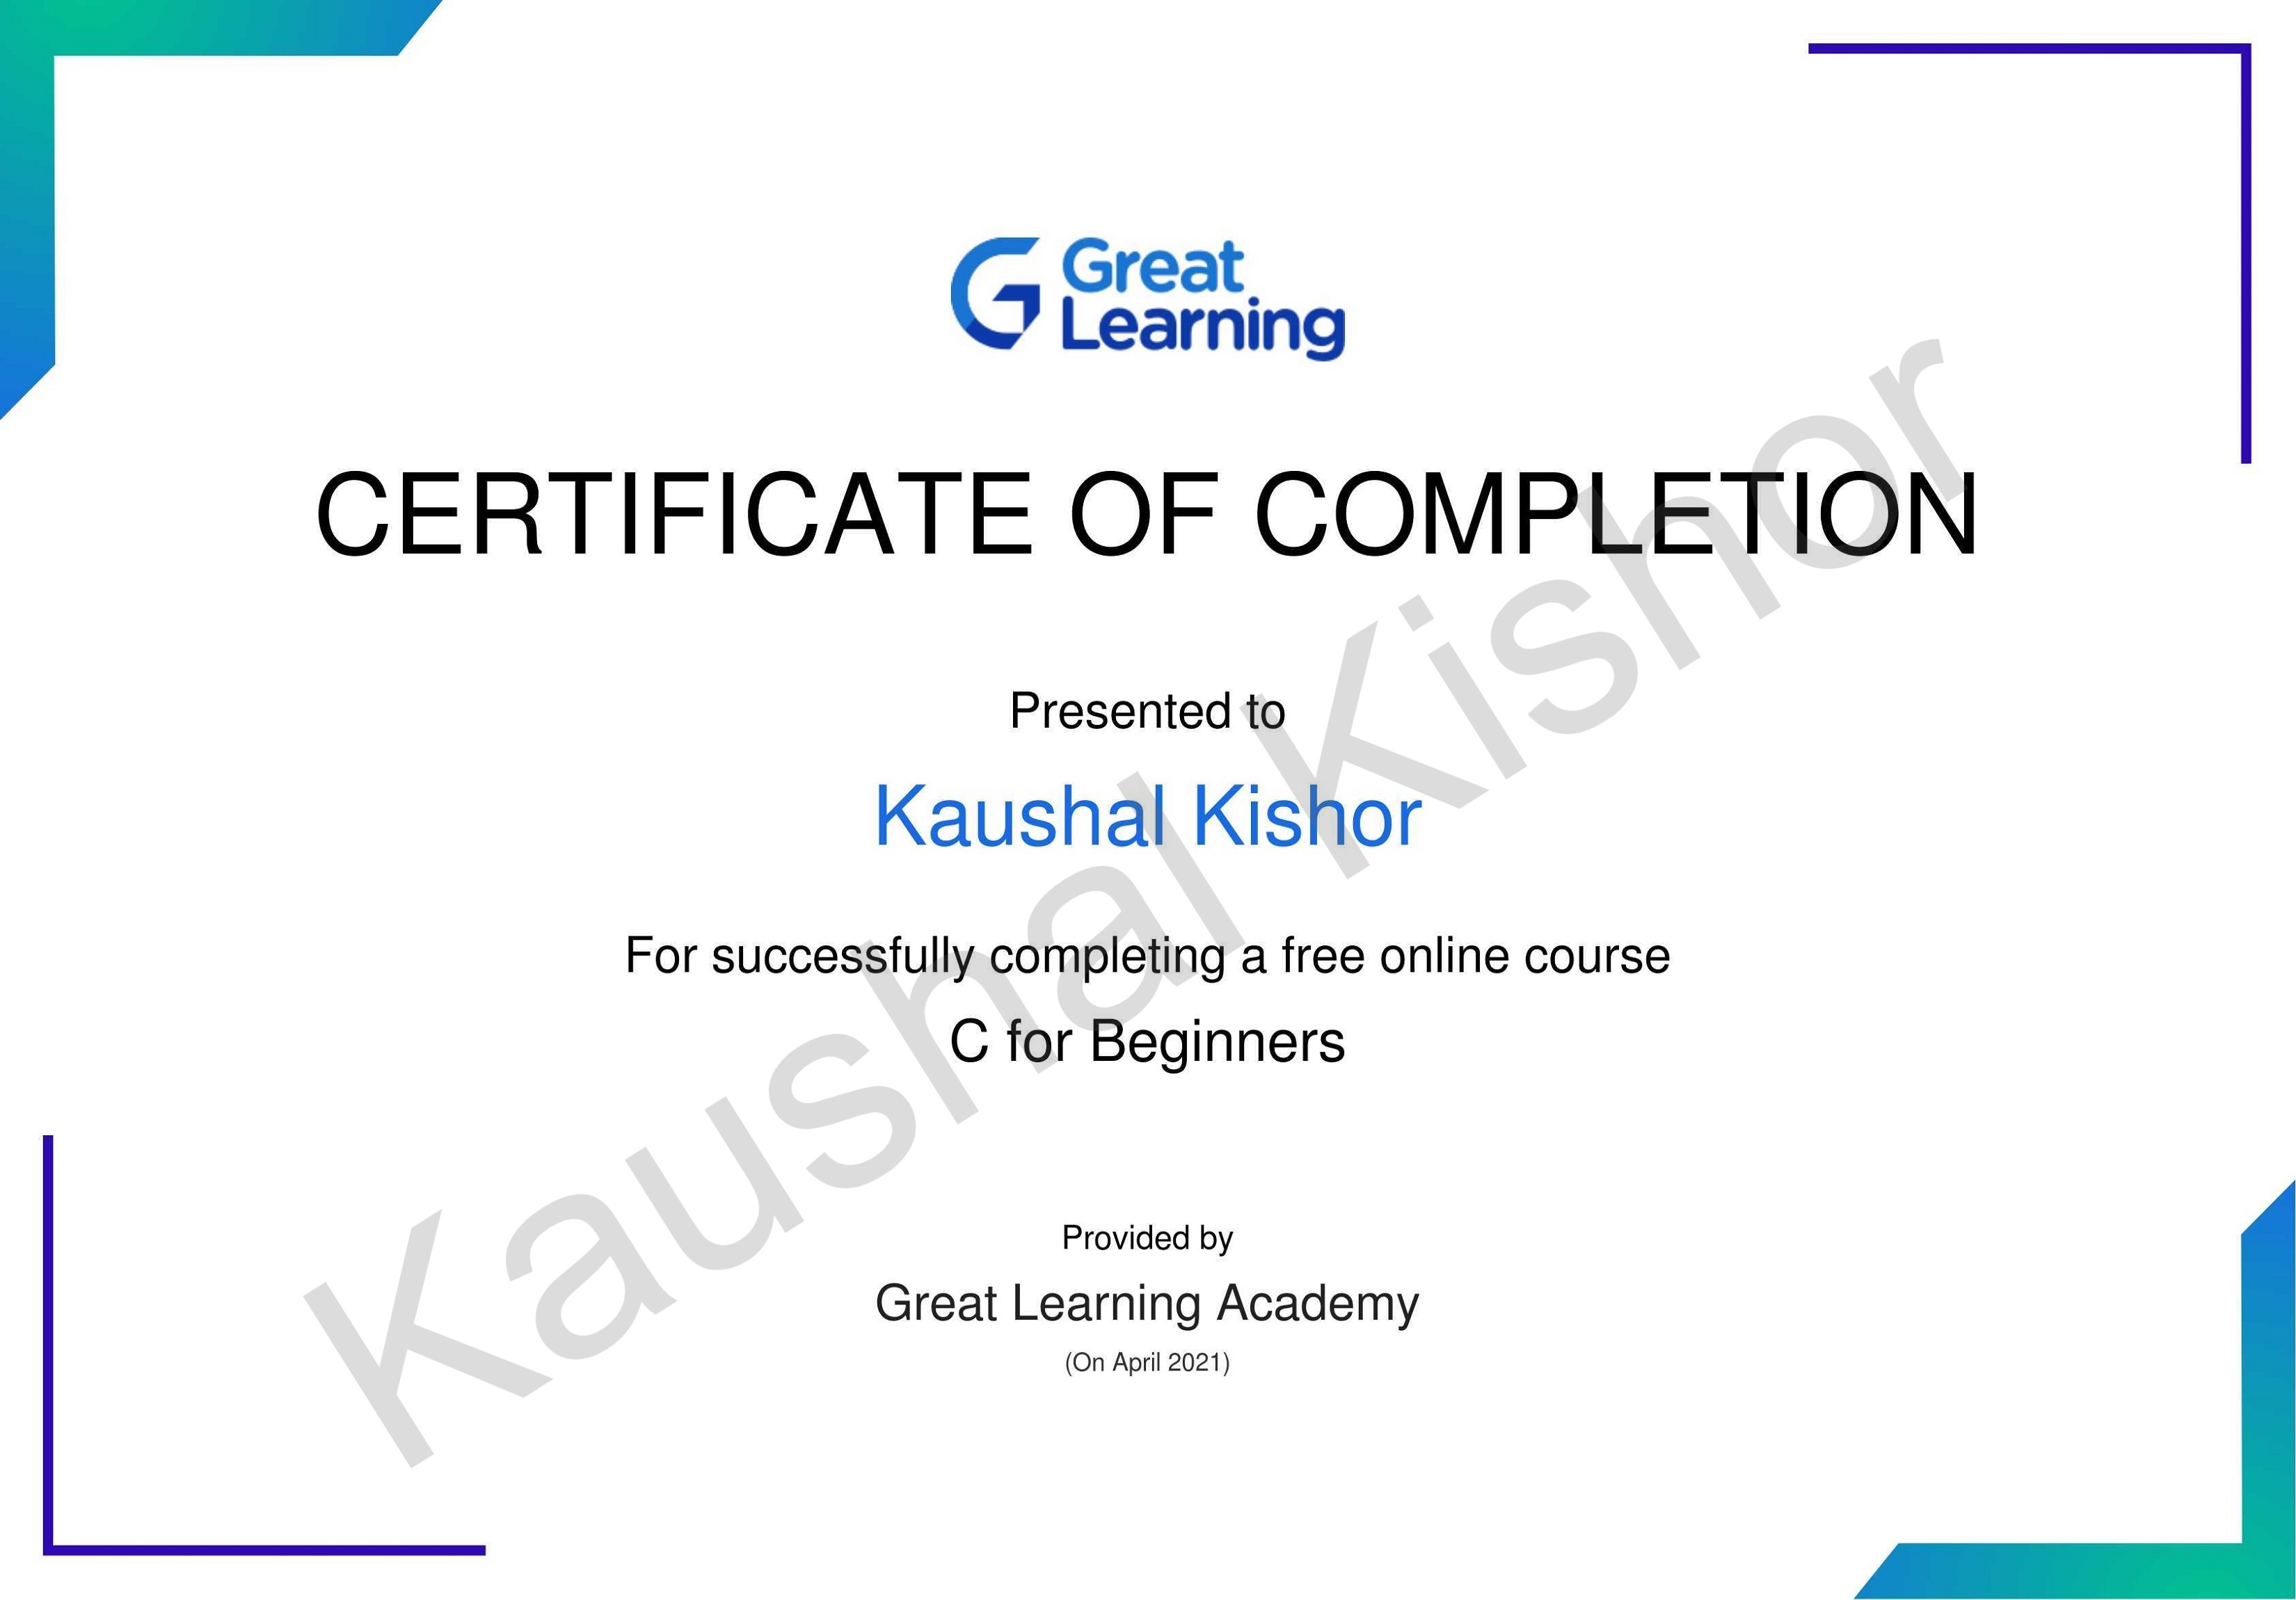 Great
Learning
CERTIFICATE OF COMPLETION
Presented to
Kaushal Kishor
For successfully completing a free online course
C for Beginners
Provided by
Great Learning Academy
(On April 2021)
Kaushal Kishor